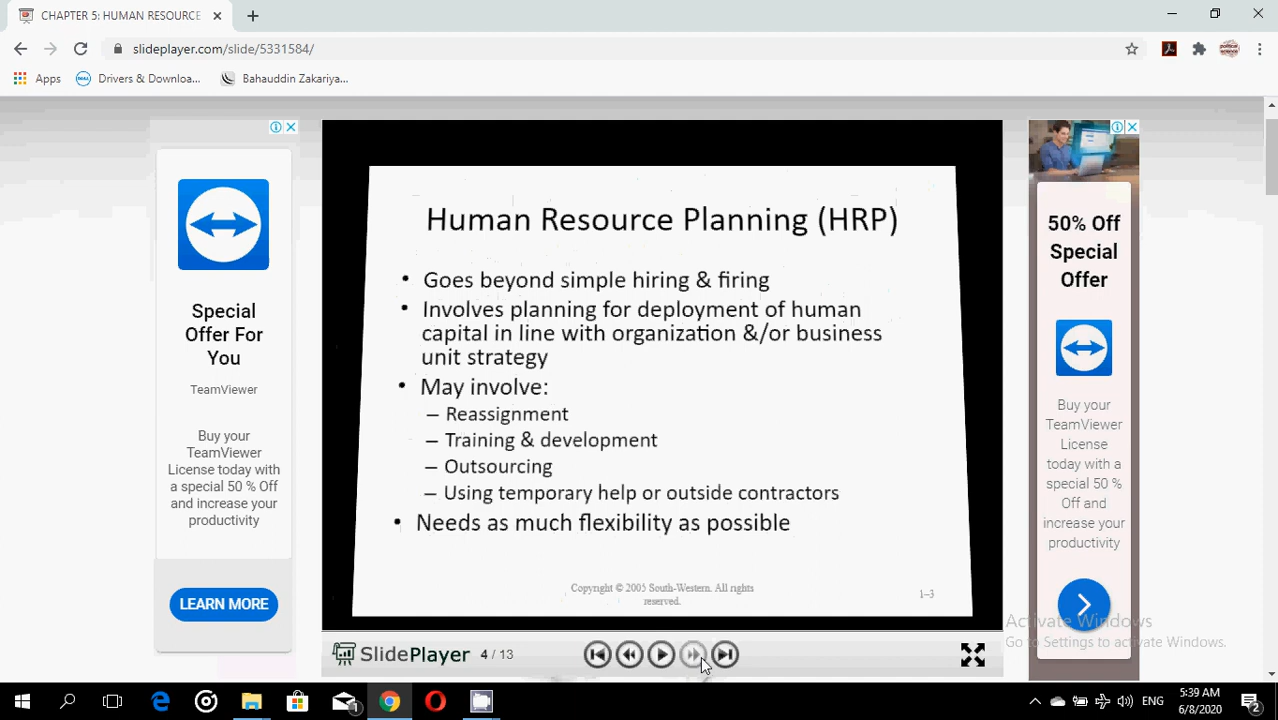 CHAPTER 5: HUMAN RESOURCE
slideplayer.com/slide/5331584/
Apps
Drivers & Downloa...
Bahauddin Zakariya...
Special
Offer For
You
TeamViewer
Buy your
TeamViewer
License today with
a special 50 % Off
and increase your
productivity
LEARN MORE
Human Resource Planning (HRP)
• Goes beyond simple hiring & firing
• Involves planning for deployment of human
capital in line with organization &/or business
unit strategy
• May involve:
– Reassignment
– Training & development
– Outsourcing
– Using temporary help or outside contractors
• Needs as much flexibility as possible
Copyright © 2005 South-Western. All rights
reserved.
1–3
50% Off
Special
Offer
Buy your
TeamViewer
License
today with
a special
50 % Off
and
increase
your
productivity
Activate Windows
Go to Settings to activate Windows.
SlidePlayer
4 / 13
ENG
5:39 AM
6/8/2020
1
2